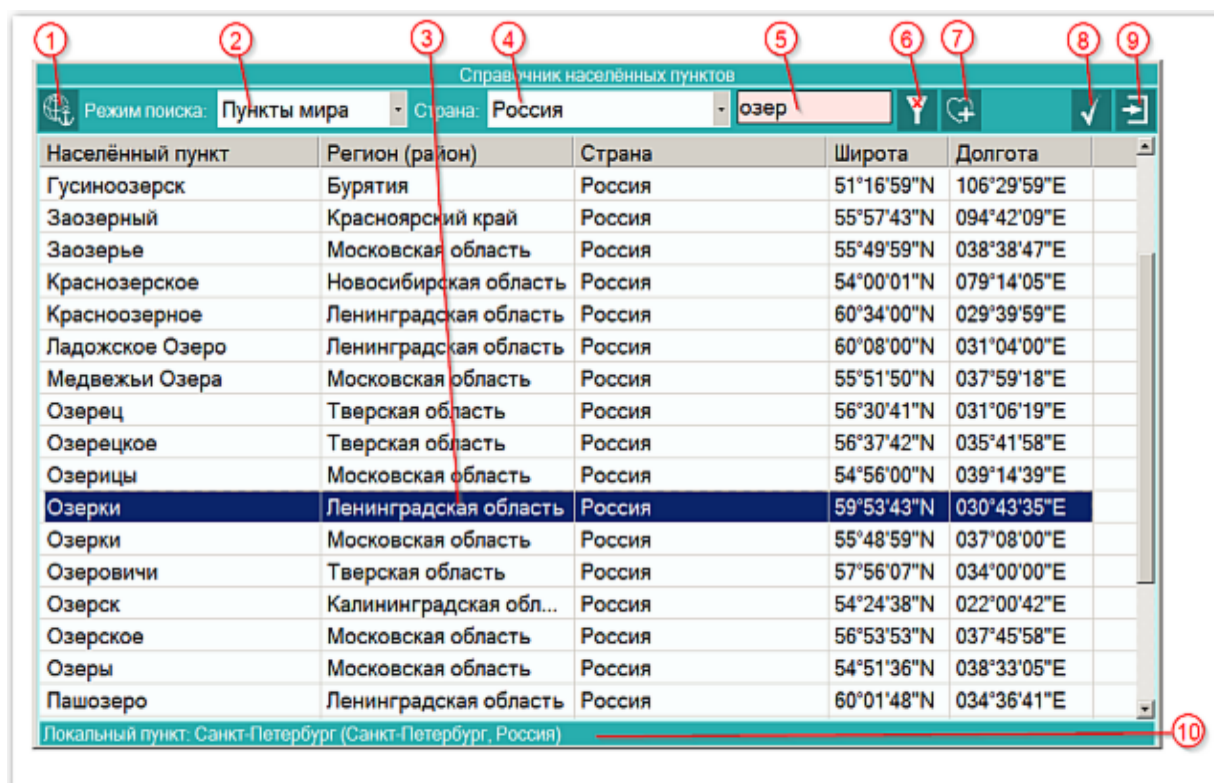 1 2 3 4 5 6 7 8 9
Справочник населённых пунктов
Режим поиска: Пункты мира Страна: Россия озер
Населённый пункт Регион (район) Страна Широта Долгота
Гусиноозерск Бурятия Россия 51°16'59"N 106°29'59"E
Заозерный Красноярский край Россия 55°57'43"N 094°42'09"E
Заозерье Московская область Россия 55°49'59"N 038°38'47"E
Краснозерское Новосибирская область Россия 54°00'01"N 079°14'05"E
Красноозерное Ленинградская область Россия 60°34'00"N 029°39'59"E
Ладожское Озеро Ленинградская область Россия 60°08'00"N 031°04'00"E
Медвежьи Озера Московская область Россия 55°51'50"N 037°59'18"E
Озерец Тверская область Россия 56°30'41"N 031°06'19"E
Озерецкое Тверская область Россия 56°37'42"N 035°41'58"E
Озерицы Московская область Россия 54°56'00"N 039°14'39"E
Озерки Ленинградская область Россия 59°53'43"N 030°43'35"E
Озерки Московская область Россия 55°48'59"N 037°08'00"E
Озеровичи Тверская область Россия 57°56'07"N 034°00'00"E
Озерск Калининградская обл... Россия 54°24'38"N 022°00'42"E
Озерское Московская область Россия 56°53'53"N 037°45'58"E
Озеры Московская область Россия 54°51'36"N 038°33'05"E
Пашозеро Ленинградская область Россия 60°01'48"N 034°36'41"E
Локальный пункт: Санкт-Петербург (Санкт-Петербург, Россия) 10